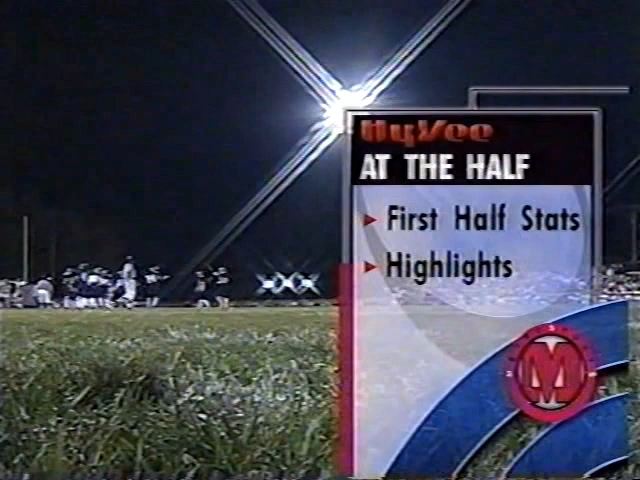 HyVee
AT THE HALF
First Half Stats
Highlights
M